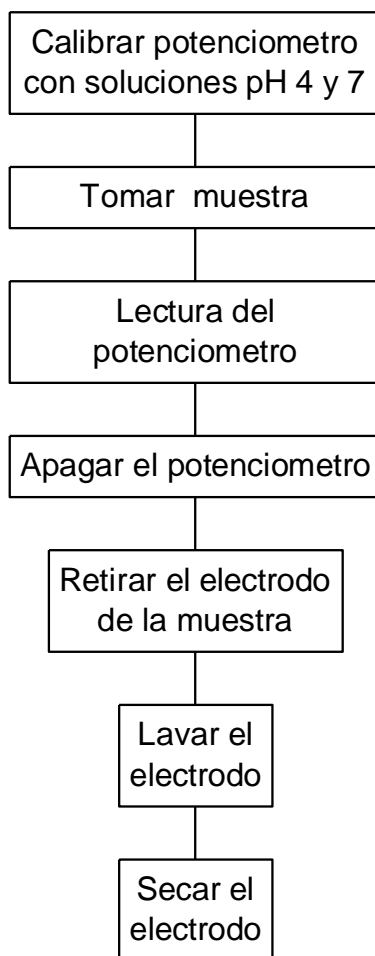 Calibrar potenciometro
con soluciones pH 4 y 7
Tomar muestra
Lectura del
potenciometro
Apagar el potenciometro
Retirar el electrodo
de la muestra
Lavar el
electrodo
Secar el
electrodo